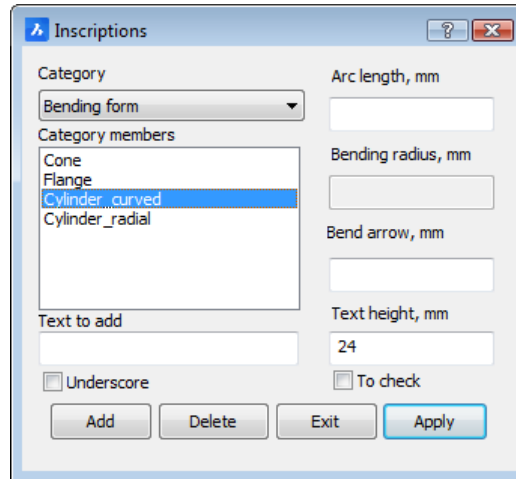 Inscriptions
Category
Bending form
Category members
Cone
Flange
Cylinder_curved
Cylinder_radial
Text to add
Underscore
Arc length, mm
Bending radius, mm
Bend arrow, mm
Text height, mm
24
To check
Add Delete Exit Apply